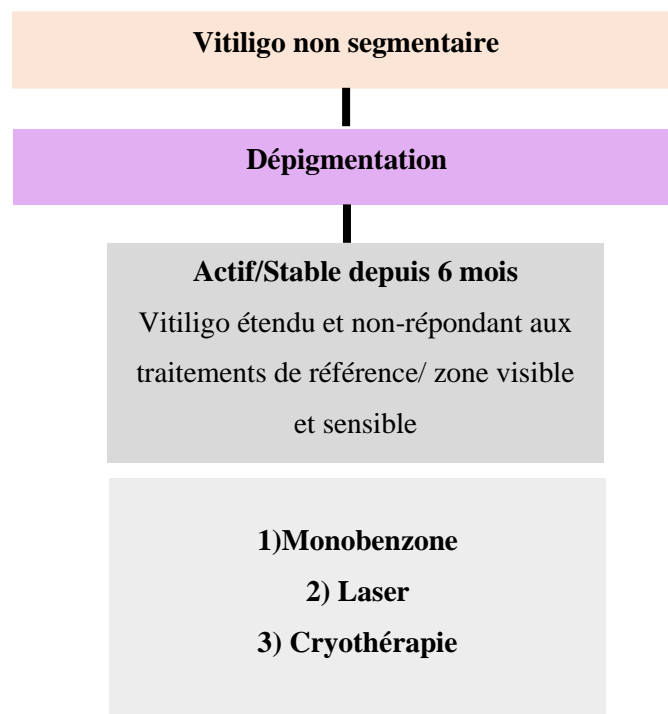 Vitiligo non segmentaire
Dépigmentation
Actif/Stable depuis 6 mois
Vitiligo étendu et non-répondant aux
traitements de référence/ zone visible
et sensible
1)Monobenzone
2) Laser
3) Cryothérapie